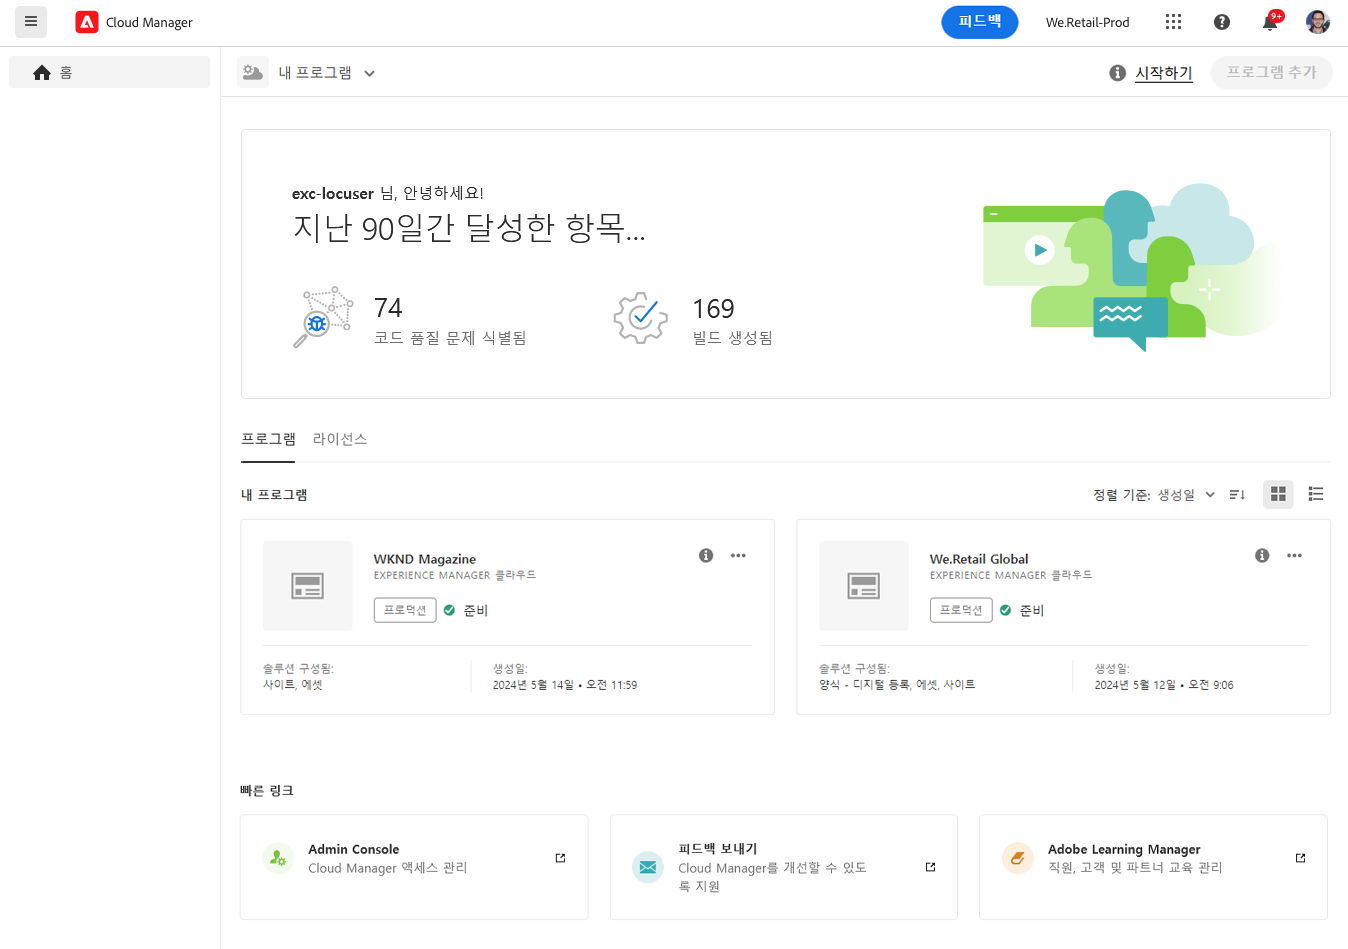 Cloud Manager
피드백
We.Retail-Prod
9+
홈
내 프로그램
시작하기
프로그램 추가
exc-locuser 님, 안녕하세요!
지난 90일간 달성한 항목...
74
코드 품질 문제 식별됨
169
빌드 생성됨
프로그램
라이선스
내 프로그램
정렬 기준: 생성일
WKND Magazine
EXPERIENCE MANAGER 클라우드
프로덕션
준비
솔루션 구성됨:
사이트, 에셋
생성일:
2024년 5월 14일 • 오전 11:59
We.Retail Global
EXPERIENCE MANAGER 클라우드
프로덕션
준비
솔루션 구성됨:
양식 - 디지털 등록, 에셋, 사이트
생성일:
2024년 5월 12일 • 오전 9:06
빠른 링크
Admin Console
Cloud Manager 액세스 관리
피드백 보내기
Cloud Manager를 개선할 수 있도
록 지원
Adobe Learning Manager
직원, 고객 및 파트너 교육 관리